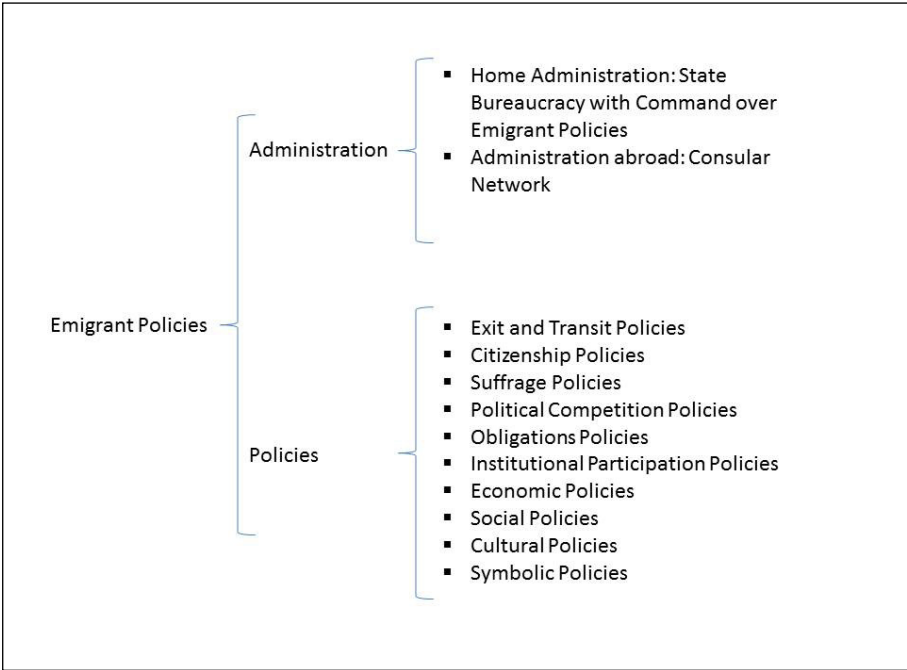 Emigrant Policies
Administration
▪ Home Administration: State
Bureaucracy with Command over
Emigrant Policies
▪ Administration abroad: Consular
Network
Policies
▪ Exit and Transit Policies
▪ Citizenship Policies
▪ Suffrage Policies
▪ Political Competition Policies
▪ Obligations Policies
▪ Institutional Participation Policies
▪ Economic Policies
▪ Social Policies
▪ Cultural Policies
▪ Symbolic Policies